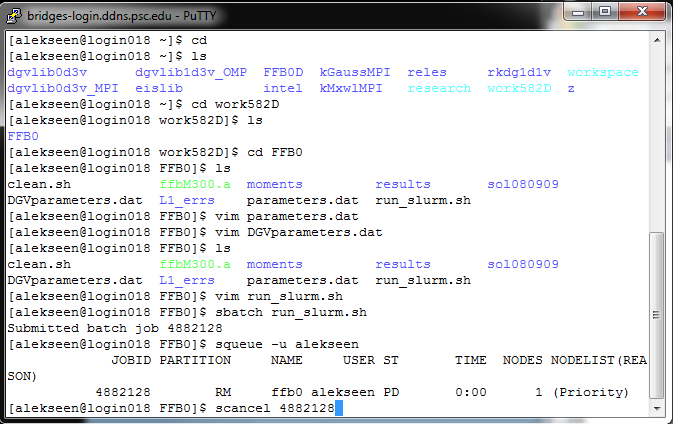 bridges-login.ddns.psc.edu - PuTTY
[alekseen@login018 ~]$ cd
[alekseen@login018 ~]$ ls
dgvlib0d3v      dgvlib1d3v_OMP  FFB0D  kGaussMPI  reles     rkdg1d1v  workspace
dgvlib0d3v_MPI  eislib          intel  kMxwlMPI   research  work582D  z
[alekseen@login018 ~]$ cd work582D
[alekseen@login018 work582D]$ ls
FFB0
[alekseen@login018 work582D]$ cd FFB0
[alekseen@login018 FFB0]$ ls
clean.sh           ffbM300.a  moments         results       sol080909
DGVparameters.dat  L1_errs    parameters.dat  run_slurm.sh
[alekseen@login018 FFB0]$ vim parameters.dat
[alekseen@login018 FFB0]$ vim DGVparameters.dat
[alekseen@login018 FFB0]$ ls
clean.sh           ffbM300.a  moments         results       sol080909
DGVparameters.dat  L1_errs    parameters.dat  run_slurm.sh
[alekseen@login018 FFB0]$ vim run_slurm.sh
[alekseen@login018 FFB0]$ sbatch run_slurm.sh
Submitted batch job 4882128
[alekseen@login018 FFB0]$ squeue -u alekseen
             JOBID PARTITION     NAME     USER ST       TIME  NODES NODELIST(REA
SON)
           4882128        RM     ffb0 alekseen PD       0:00      1 (Priority)
[alekseen@login018 FFB0]$ scancel 4882128